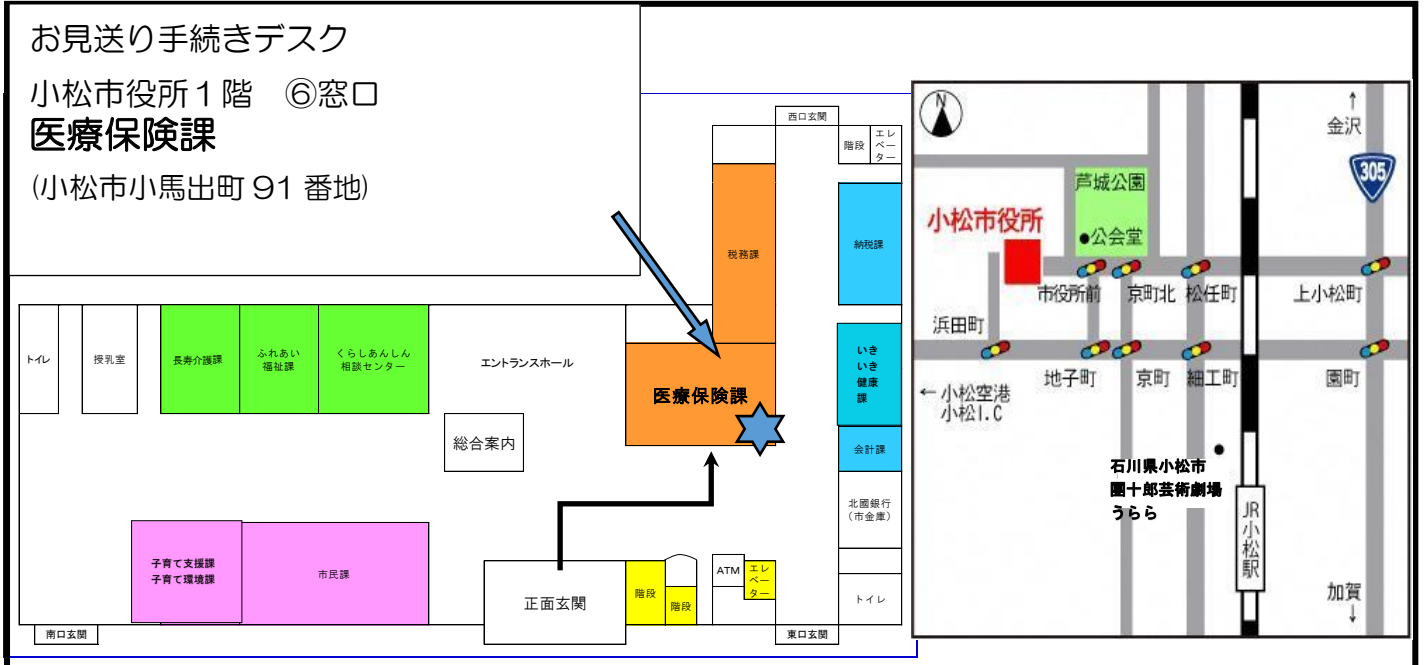 お見送り手続きデスク
小松市役所１階　⑥窓口
医療保険課
(小松市小馬出町 91 番地)
西口玄関
階段
エレ
ベー
ター
税務課
納税課
トイレ
授乳室
長寿介護課
ふれあい
福祉課
くらしあんしん
相談センター
エントランスホール
医療保険課
いき
いき
健康
課
総合案内
会計課
北國銀行
（市金庫）
子育て支援課
子育て環境課
市民課
正面玄関
階段
階段
ATM
エレ
ベー
ター
トイレ
南口玄関
東口玄関
N
↑
金沢
305
芦城公園
小松市役所
●公会堂
市役所前
京町北
松任町
上小松町
浜田町
地子町
京町
細工町
園町
←小松空港
小松I.C
石川県小松市
團十郎芸術劇場
うらら
JR小松駅
加賀
↓